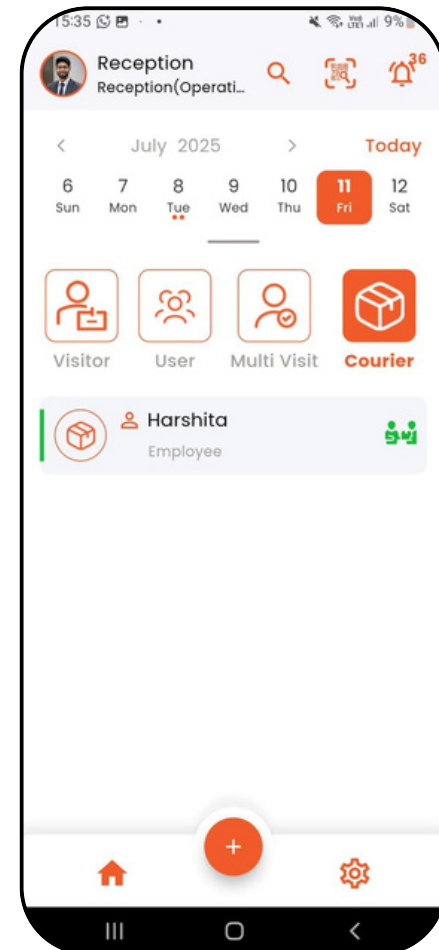 15:35 9%
Reception 36
Reception(Operati...
July 2025 Today
6 7 8 9 10 11 12
Sun Mon Tue Wed Thu Fri Sat
Visitor User Multi Visit Courier
Harshita
Employee